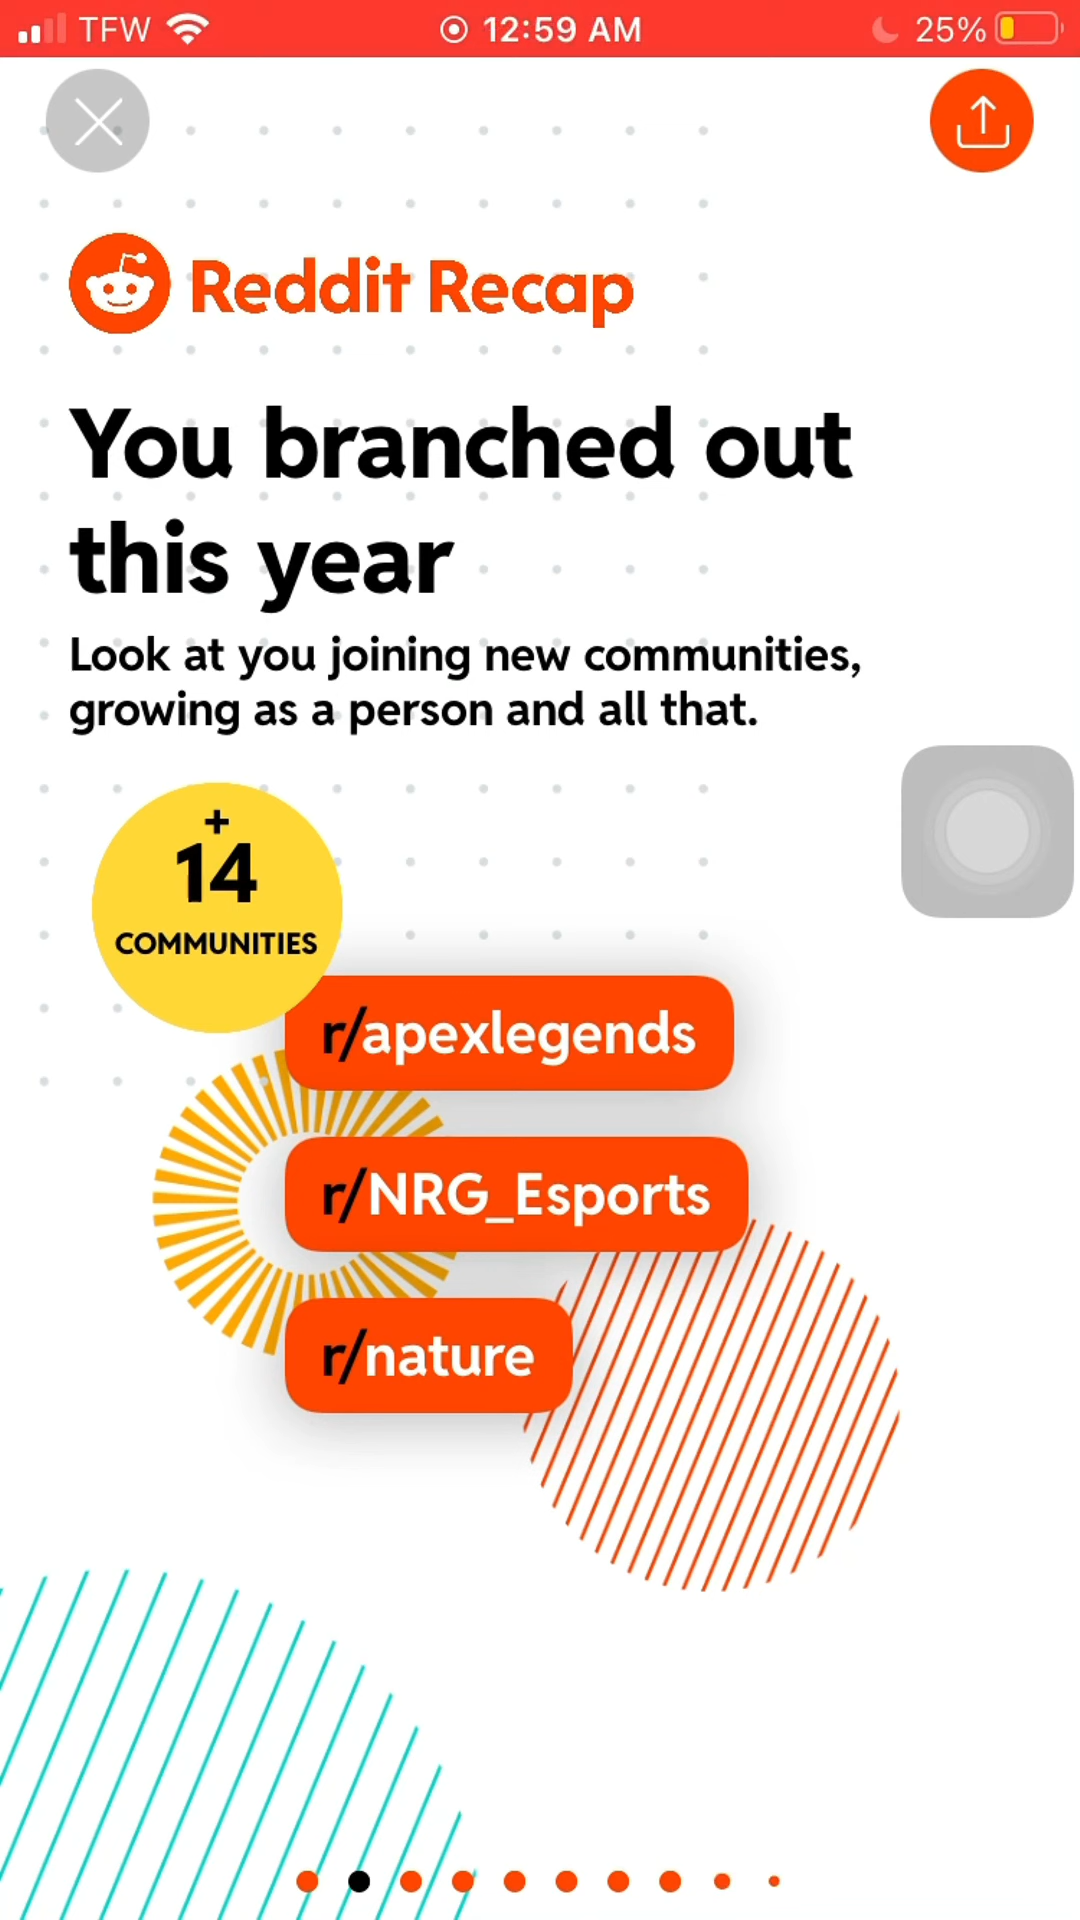 TFW 12:59 AM 25%
Reddit Recap
You branched out
this year
Look at you joining new communities,
growing as a person and all that.
+
14
COMMUNITIES
r/apexlegends
r/NRG_Esports
r/nature